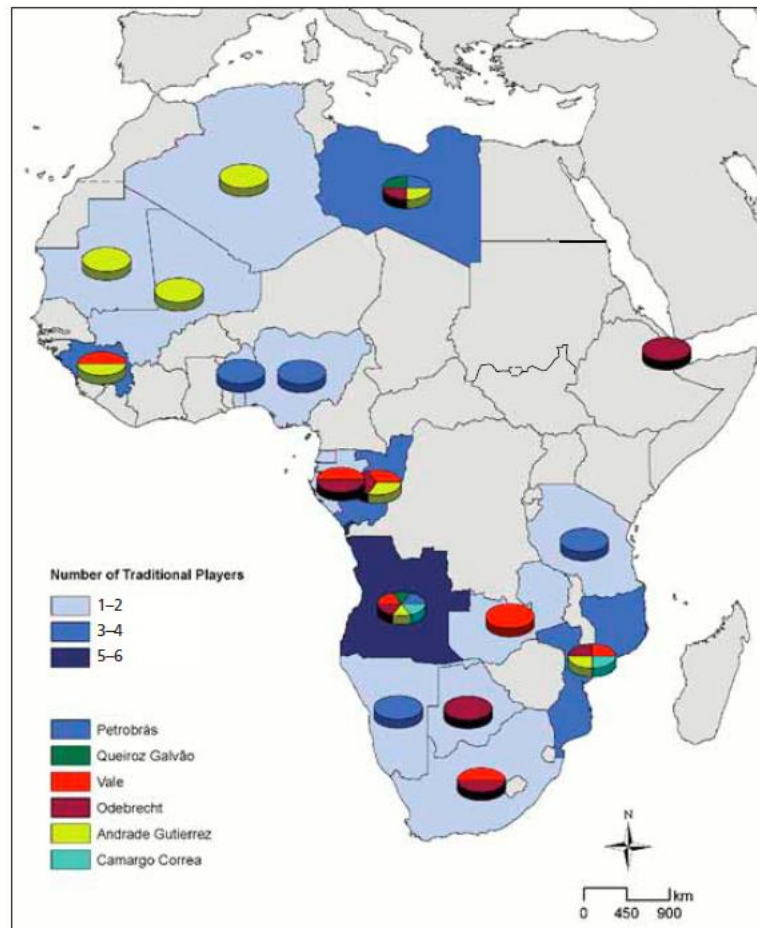 Number of Traditional Players
1–2
3–4
5–6
Petrobrás
Queiroz Galvão
Vale
Odebrecht
Andrade Gutierrez
Camargo Correa
N
km
0 450 900